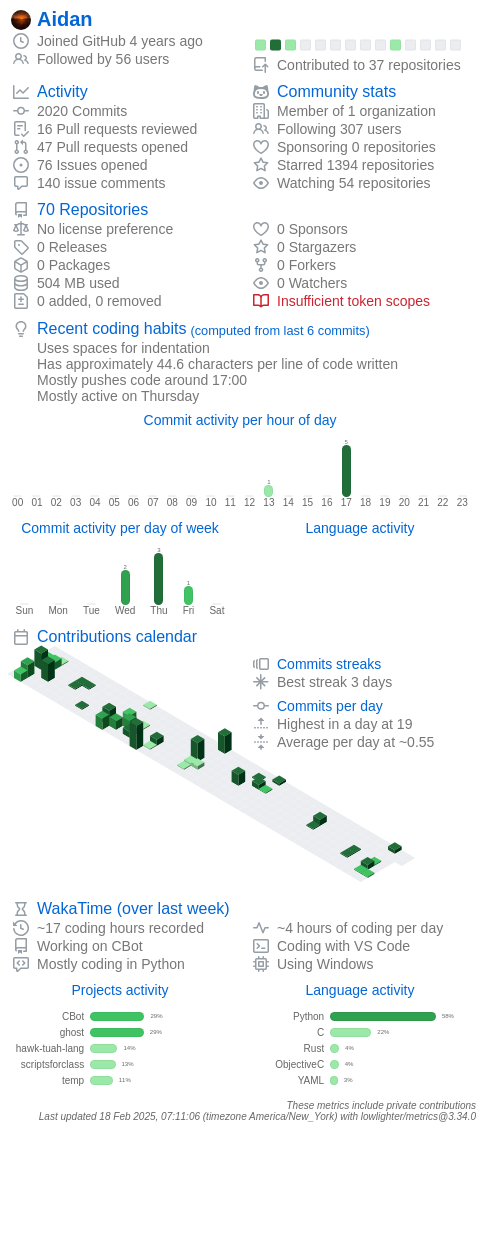 Aidan
Joined GitHub 4 years ago
Followed by 56 users
Contributed to 37 repositories
Activity
2020 Commits
16 Pull requests reviewed
47 Pull requests opened
76 Issues opened
140 issue comments
Community stats
Member of 1 organization
Following 307 users
Sponsoring 0 repositories
Starred 1394 repositories
Watching 54 repositories
70 Repositories
No license preference
0 Releases
0 Packages
504 MB used
0 added, 0 removed
0 Sponsors
0 Stargazers
0 Forkers
0 Watchers
Insufficient token scopes
Recent coding habits (computed from last 6 commits)
Uses spaces for indentation
Has approximately 44.6 characters per line of code written
Mostly pushes code around 17:00
Mostly active on Thursday
Commit activity per hour of day
1 5
00 01 02 03 04 05 06 07 08 09 10 11 12 13 14 15 16 17 18 19 20 21 22 23
Commit activity per day of week
2 3 1
Sun Mon Tue Wed Thu Fri Sat
Language activity
Contributions calendar
Commits streaks
Best streak 3 days
Commits per day
Highest in a day at 19
Average per day at ~0.55
WakaTime (over last week)
~17 coding hours recorded
Working on CBot
Mostly coding in Python
~4 hours of coding per day
Coding with VS Code
Using Windows
Projects activity
CBot 29%
ghost 29%
hawk-tuah-lang 14%
scriptsforclass 13%
temp 11%
Language activity
Python 58%
C 22%
Rust 4%
ObjectiveC 4%
YAML 3%
These metrics include private contributions
Last updated 18 Feb 2025, 07:11:06 (timezone America/New_York) with lowlighter/metrics@3.34.0